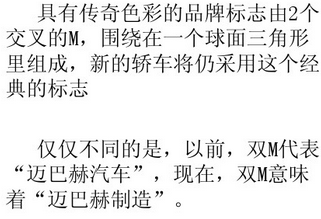 具有传奇色彩的品牌标志由2个
交叉的M，围绕在一个球面三角形
里组成，新的轿车将仍采用这个经
典的标志
仅仅不同的是，以前，双M代表
“迈巴赫汽车”，现在，双M意味
着“迈巴赫制造”。